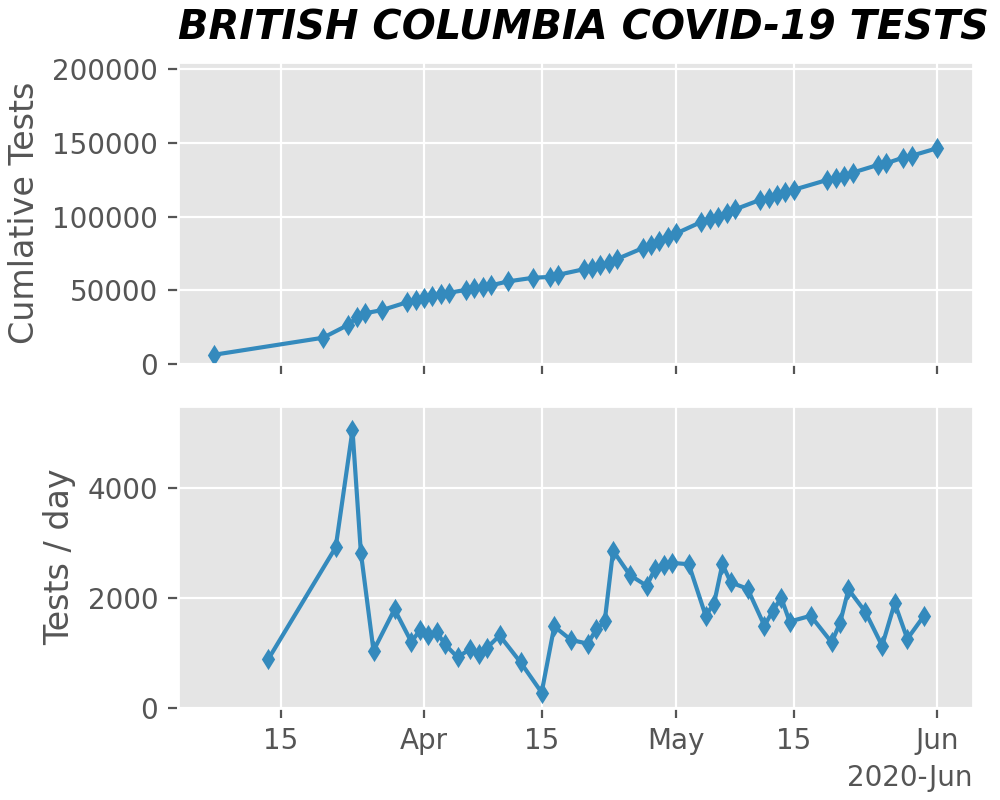 BRITISH COLUMBIA COVID-19 TESTS
200000
150000
100000
50000
0
Cumlative Tests
4000
2000
0
Tests / day
15 Apr 15 May 15 Jun
2020-Jun